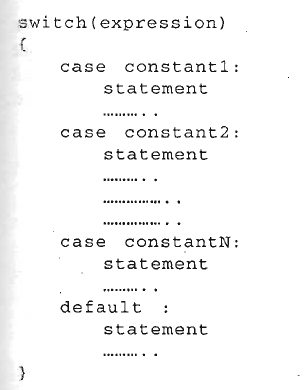 switch(expression)
{
case constant1:
statement
............
case constant2:
statement
............
................
................
case constantN:
statement
............
default :
statement
............
}